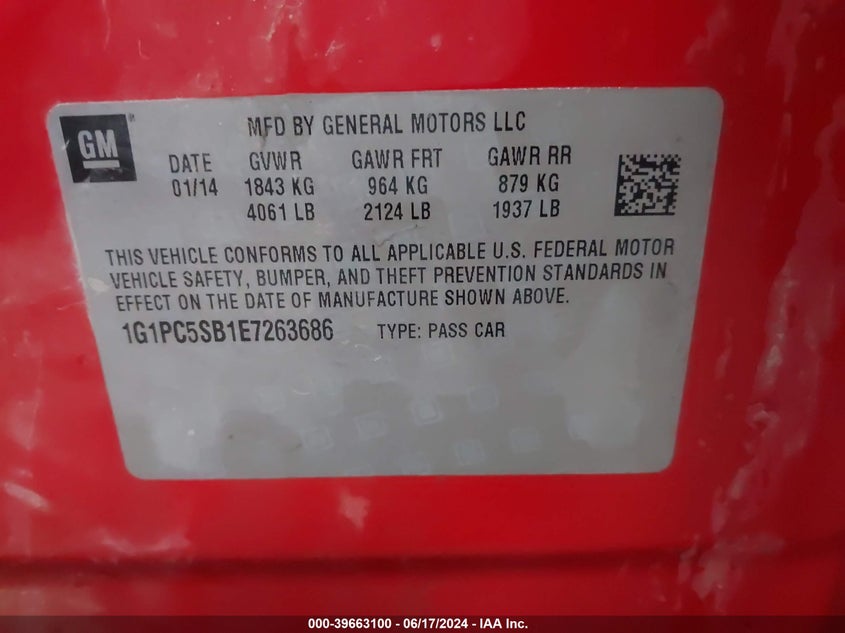 GM ®
MFD BY GENERAL MOTORS LLC
DATE GVWR GAWR FRT GAWR RR
01/14 1843 KG 964 KG 879 KG
4061 LB 2124 LB 1937 LB
THIS VEHICLE CONFORMS TO ALL APPLICABLE U.S. FEDERAL MOTOR
VEHICLE SAFETY, BUMPER, AND THEFT PREVENTION STANDARDS IN
EFFECT ON THE DATE OF MANUFACTURE SHOWN ABOVE.
1G1PC5SB1E7263686 TYPE: PASS CAR
000-39663100 - 06/17/2024 - IAA Inc.